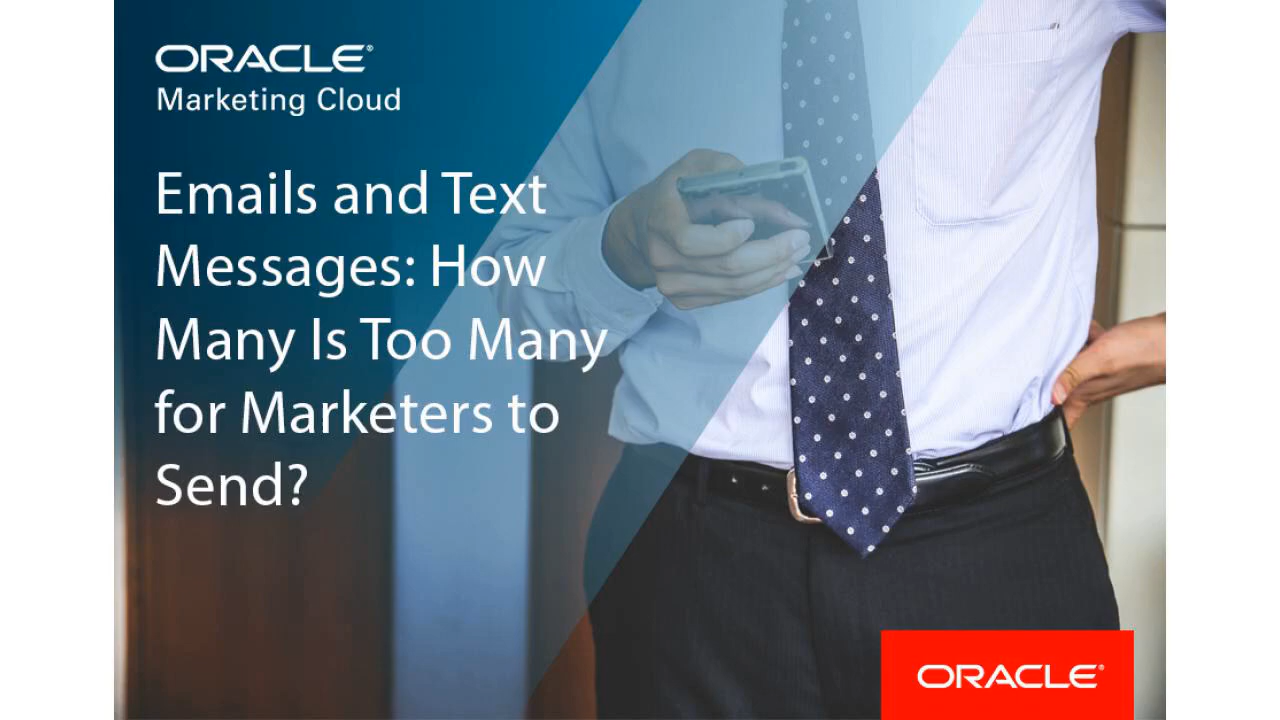 ORACLE®
Marketing Cloud
Emails and Text
Messages: How
Many Is Too Many
for Marketers to
Send?
ORACLE®